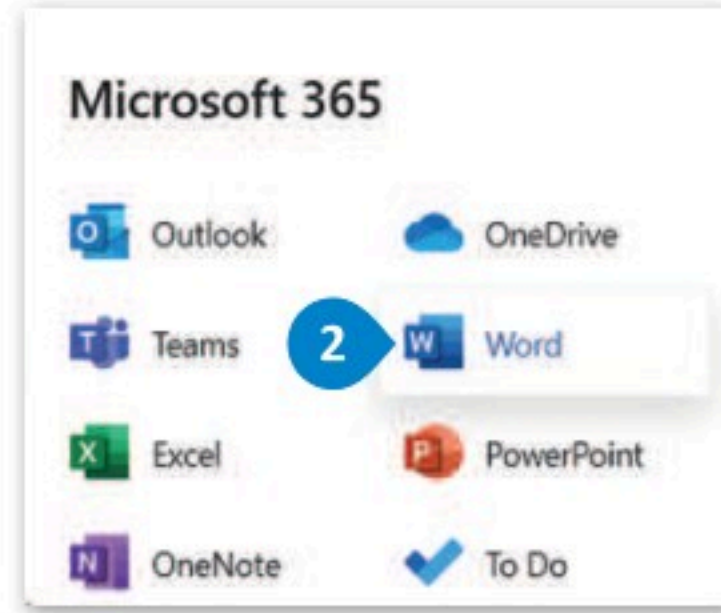 Microsoft 365
Outlook OneDrive
Teams 2 Word
Excel PowerPoint
OneNote To Do